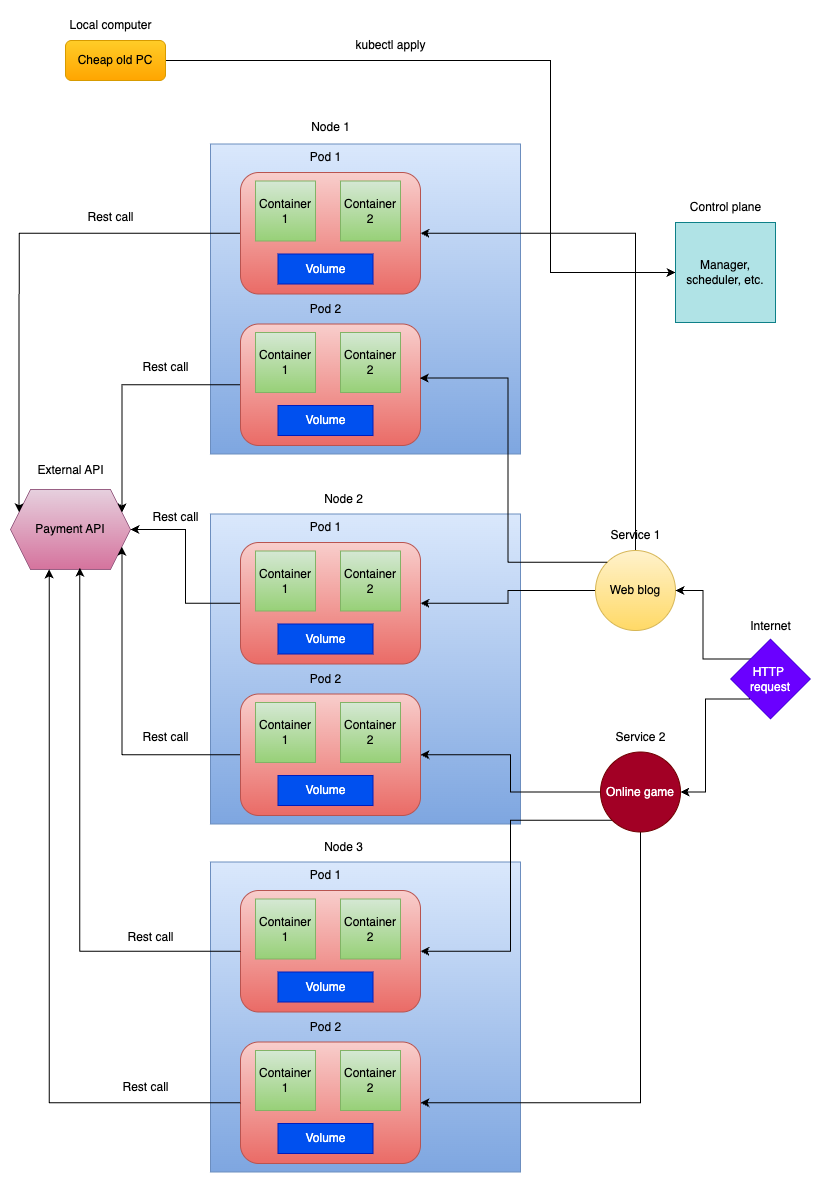 Local computer
Cheap old PC
kubectl apply
Node 1
Pod 1
Container
1
Container
2
Volume
Rest call
Control plane
Manager,
scheduler, etc.
Pod 2
Container
1
Container
2
Volume
Rest call
External API
Payment API
Node 2
Pod 1
Container
1
Container
2
Volume
Rest call
Service 1
Web blog
Internet
HTTP
request
Pod 2
Container
1
Container
2
Volume
Rest call
Service 2
Online game
Node 3
Pod 1
Container
1
Container
2
Volume
Rest call
Pod 2
Container
1
Container
2
Volume
Rest call